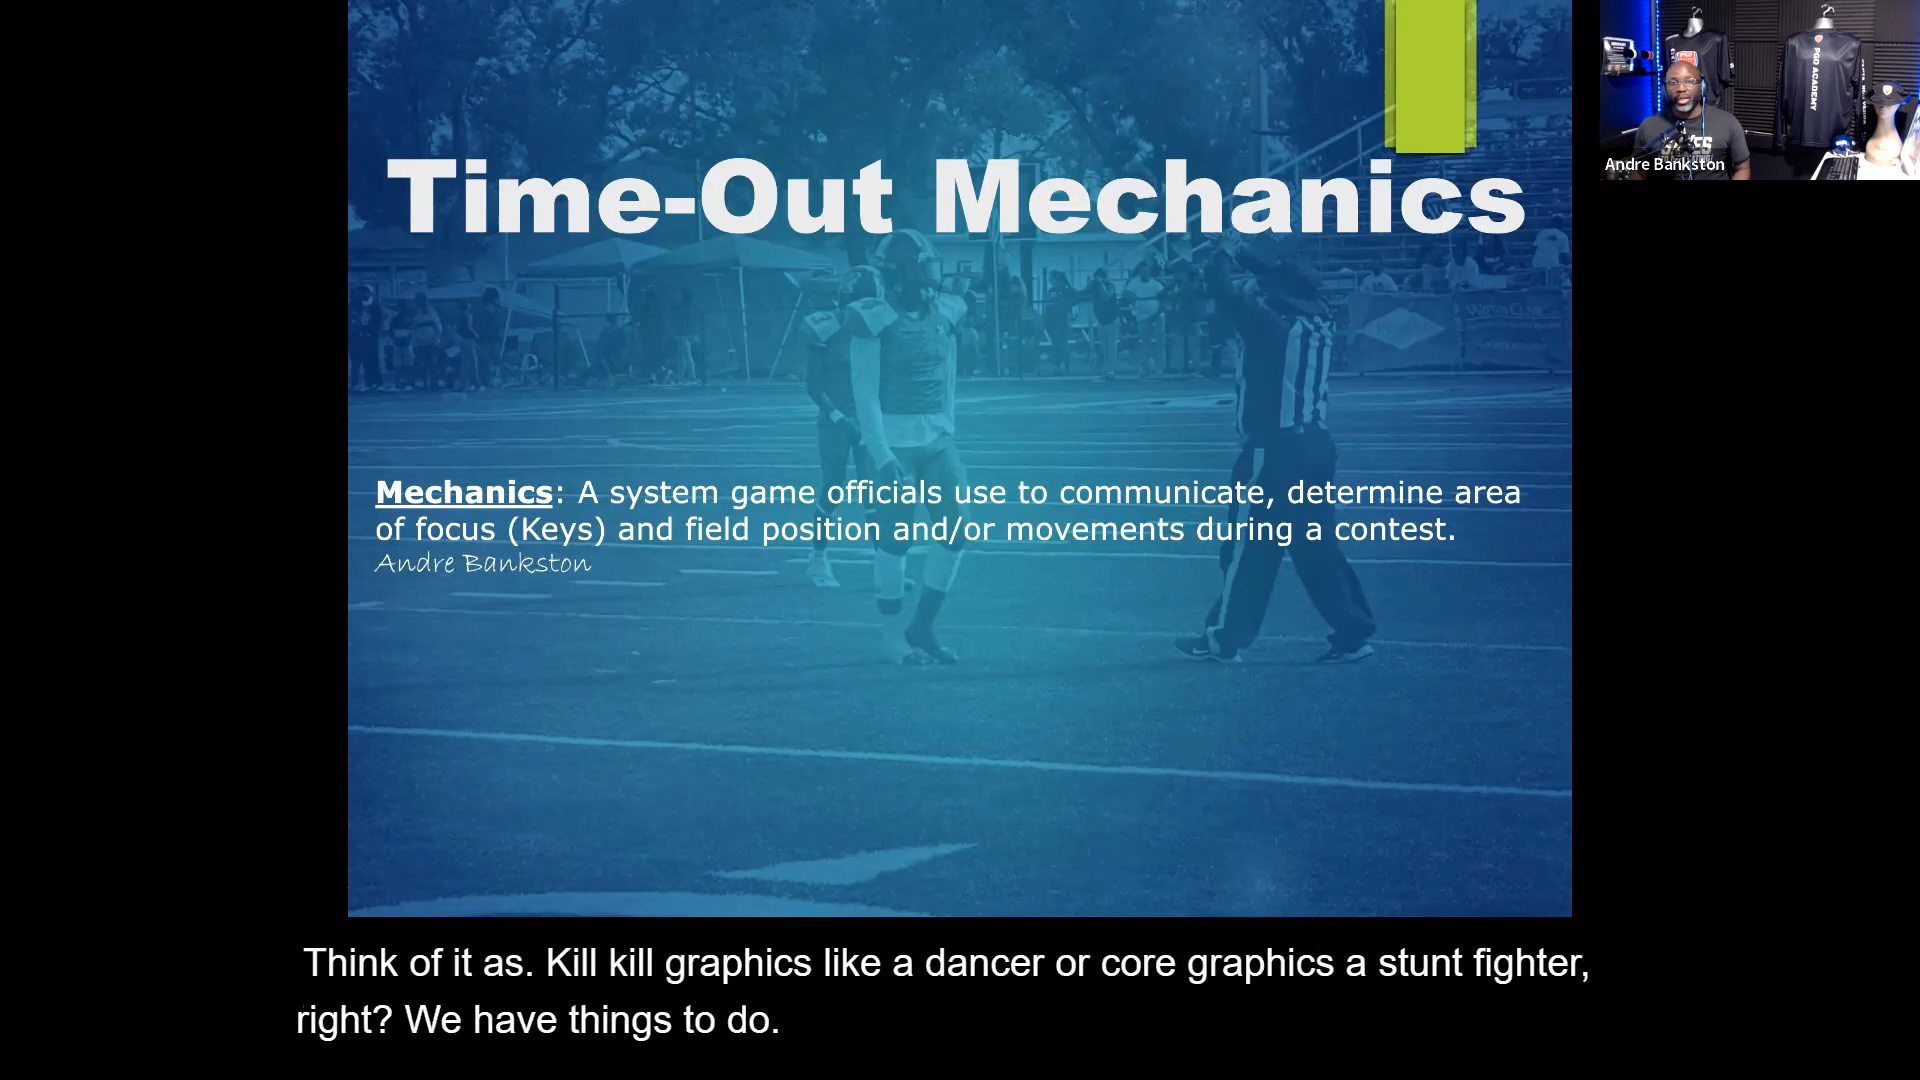 Time-Out Mechanics
Mechanics: A system game officials use to communicate, determine area
of focus (Keys) and field position and/or movements during a contest.
Andre Bankston
PGO ACADEMY
Andre Bankston
Think of it as. Kill kill graphics like a dancer or core graphics a stunt fighter,
right? We have things to do.